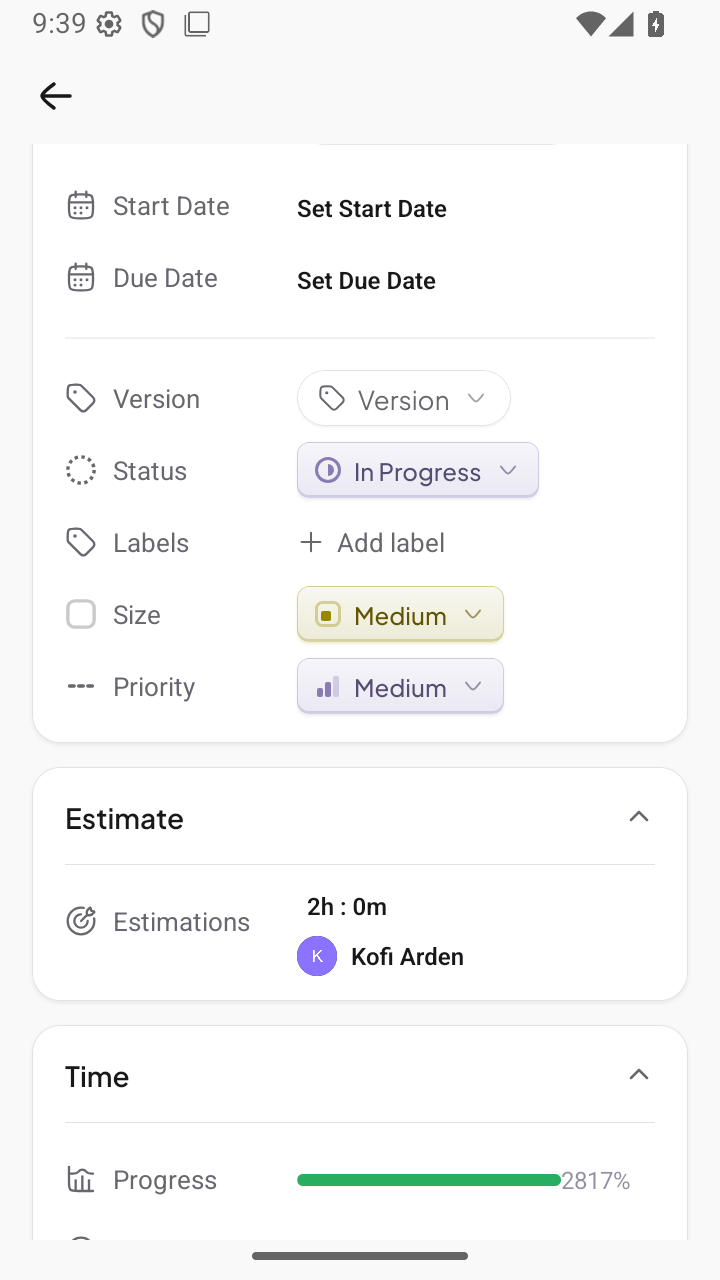 9:39
Start Date
Set Start Date
Due Date
Set Due Date
Version
Version
Status
In Progress
Labels
Add label
Size
Medium
Priority
Medium
Estimate
Estimations
2h : 0m
K
Kofi Arden
Time
Progress
2817%